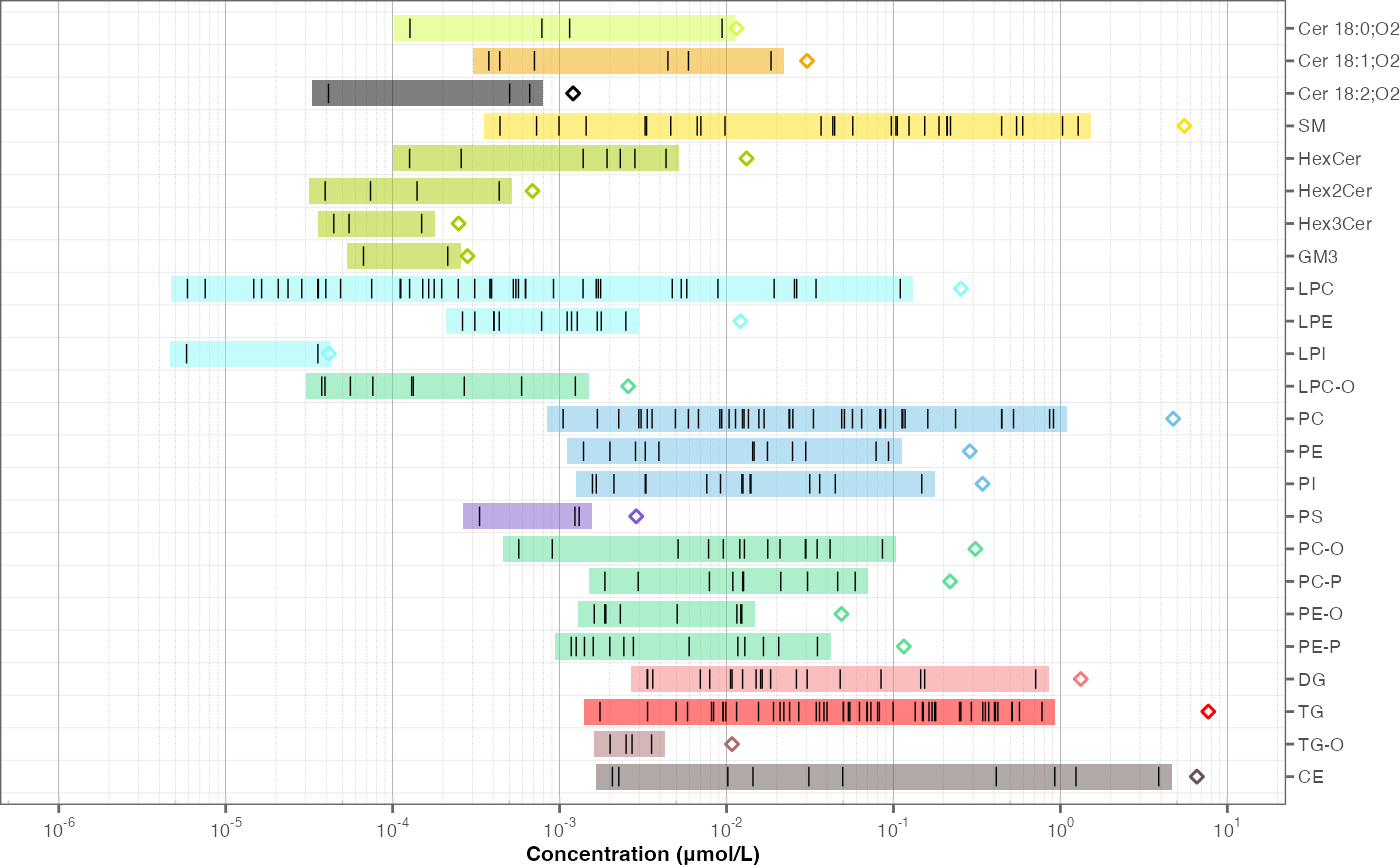 Cer 18:0;O2
Cer 18:1;O2
Cer 18:2;O2
SM
HexCer
Hex2Cer
Hex3Cer
GM3
LPC
LPE
LPI
LPC-O
PC
PE
PI
PS
PC-O
PC-P
PE-O
PE-P
DG
TG
TG-O
CE
10⁻⁶ 10⁻⁵ 10⁻⁴ 10⁻³ 10⁻² 10⁻¹ 10⁰ 10¹
Concentration (µmol/L)